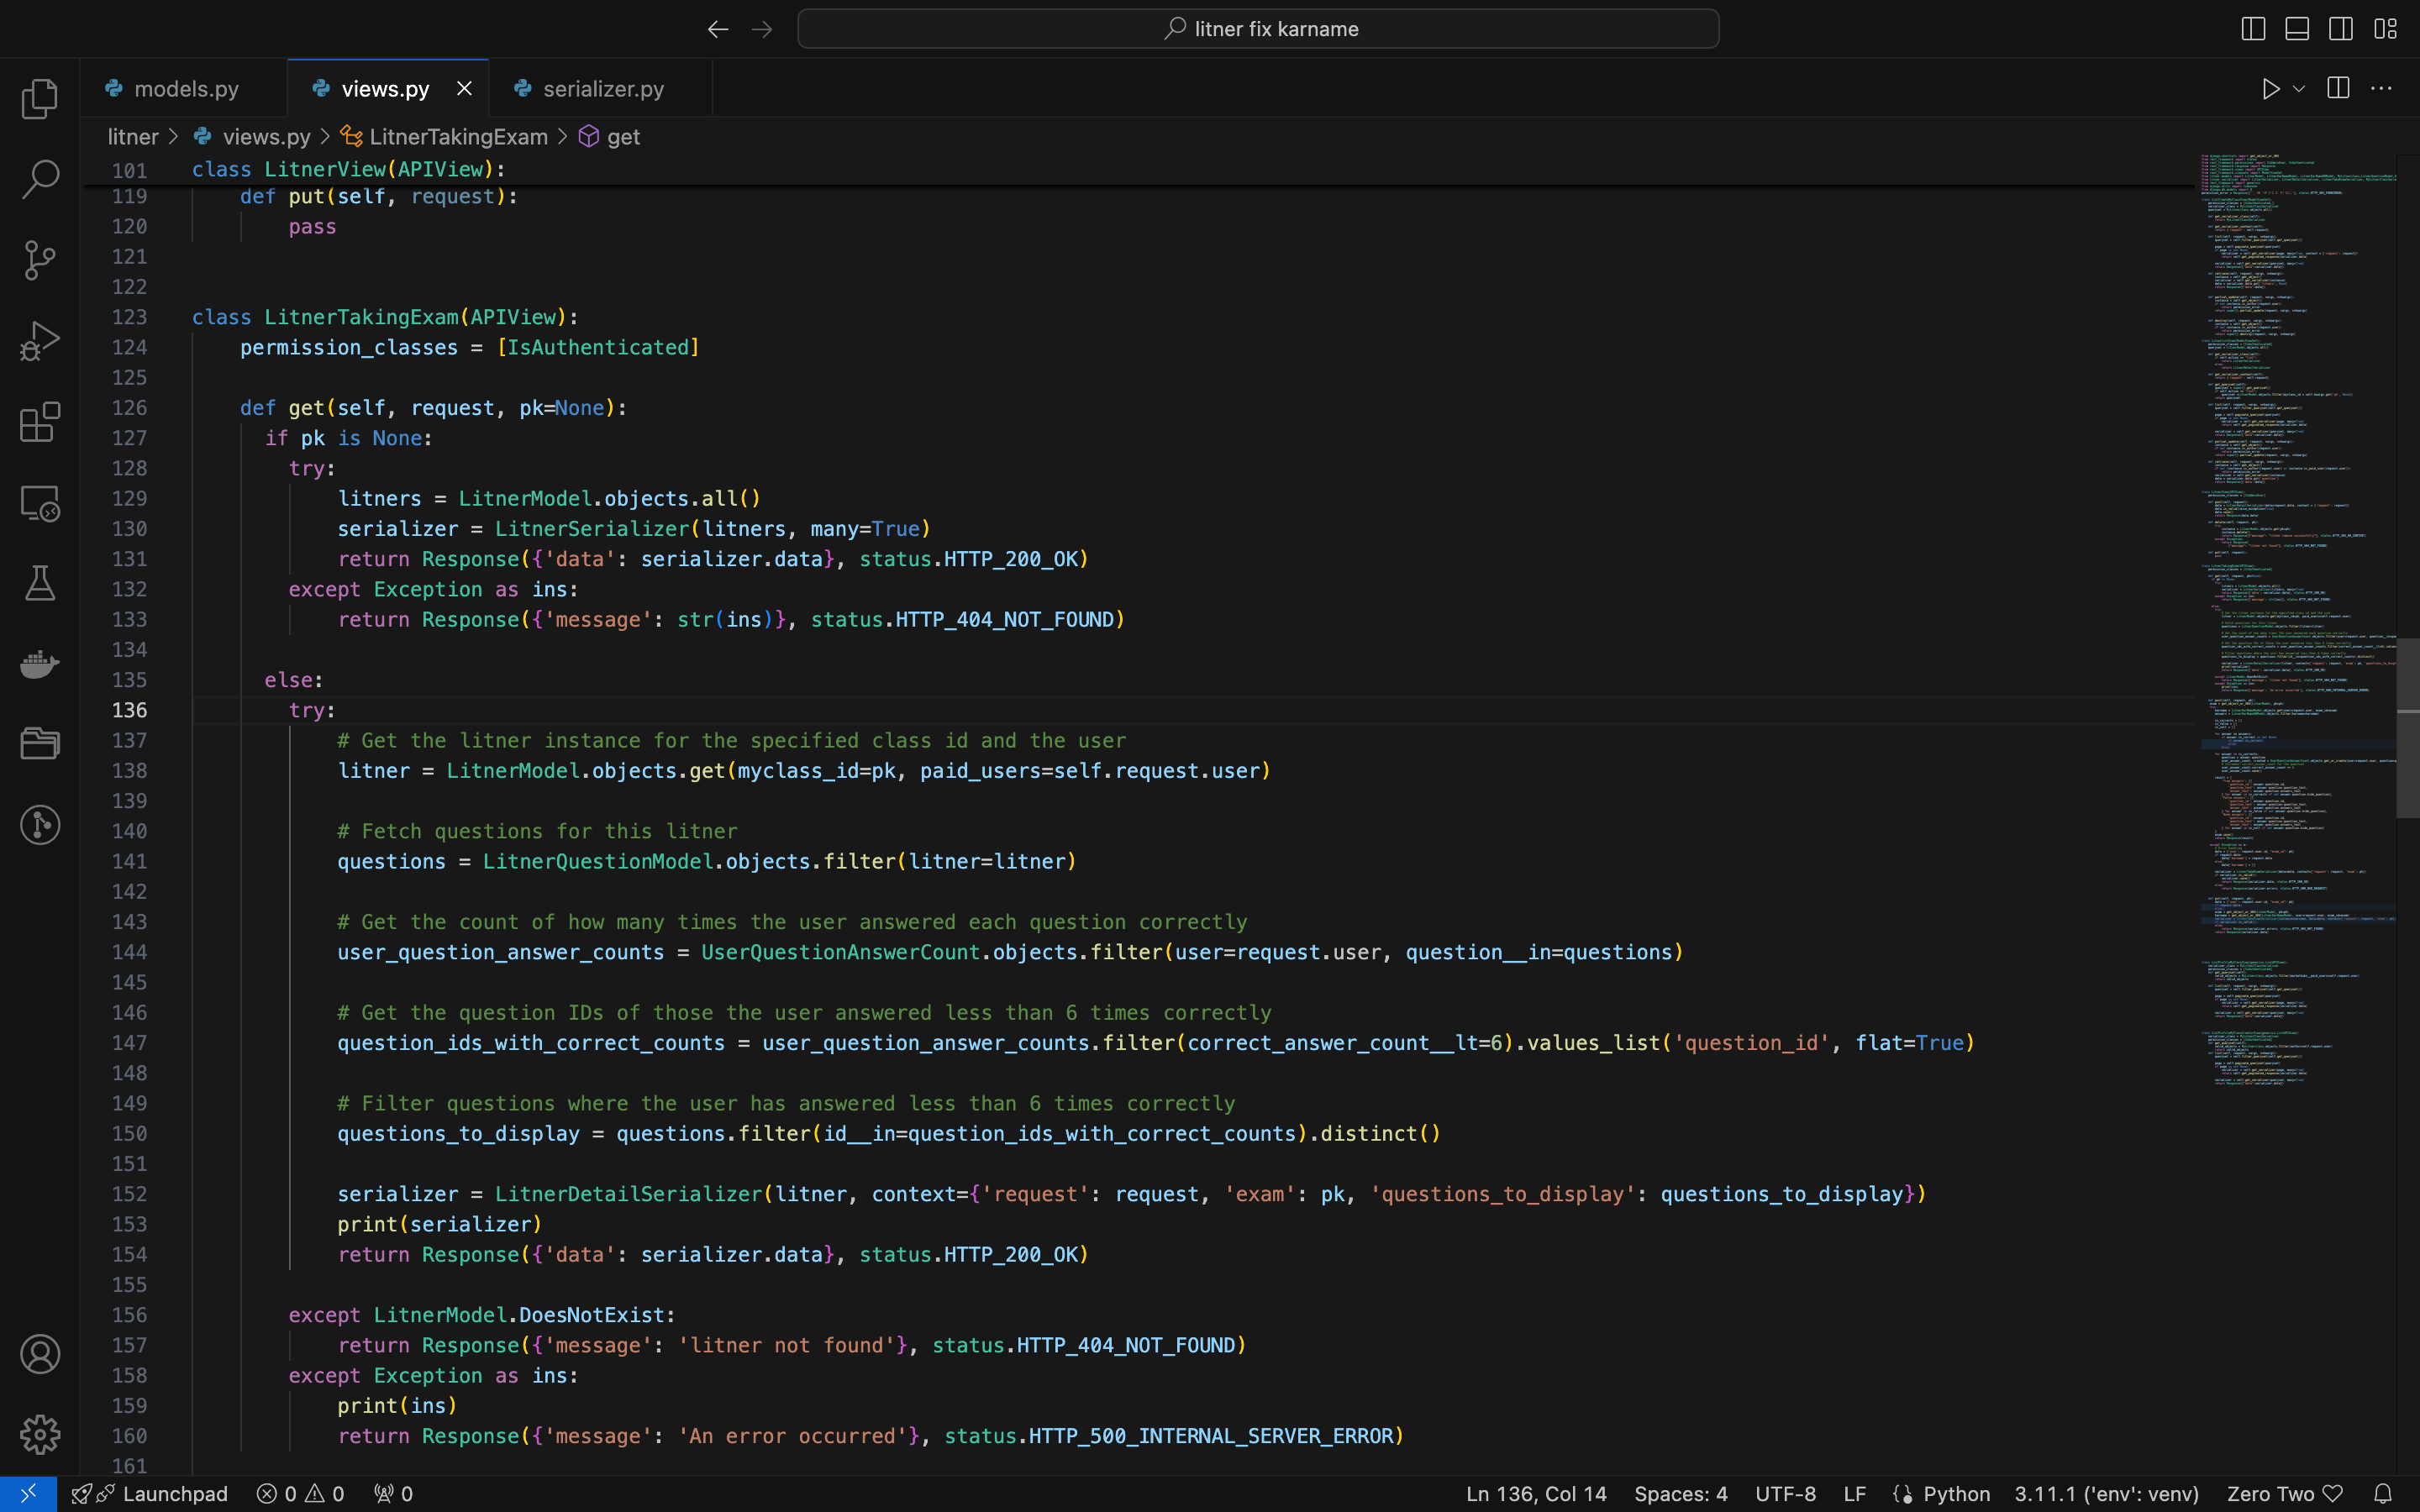 litner fix karname
models.py
views.py
serializer.py
litner > views.py > LitnerTakingExam > get
101 class LitnerView(APIView):
119 def put(self, request):
120 pass
121
122
123 class LitnerTakingExam(APIView):
124 permission_classes = [IsAuthenticated]
125
126 def get(self, request, pk=None):
127 if pk is None:
128 try:
129 litners = LitnerModel.objects.all()
130 serializer = LitnerSerializer(litners, many=True)
131 return Response({'data': serializer.data}, status.HTTP_200_OK)
132 except Exception as ins:
133 return Response({'message': str(ins)}, status.HTTP_404_NOT_FOUND)
134
135 else:
136 try:
137 # Get the litner instance for the specified class id and the user
138 litner = LitnerModel.objects.get(myclass_id=pk, paid_users=self.request.user)
139
140 # Fetch questions for this litner
141 questions = LitnerQuestionModel.objects.filter(litner=litner)
142
143 # Get the count of how many times the user answered each question correctly
144 user_question_answer_counts = UserQuestionAnswerCount.objects.filter(user=request.user, question__in=questions)
145
146 # Get the question IDs of those the user answered less than 6 times correctly
147 question_ids_with_correct_counts = user_question_answer_counts.filter(correct_answer_count__lt=6).values_list('question_id', flat=True)
148
149 # Filter questions where the user has answered less than 6 times correctly
150 questions_to_display = questions.filter(id__in=question_ids_with_correct_counts).distinct()
151
152 serializer = LitnerDetailSerializer(litner, context={'request': request, 'exam': pk, 'questions_to_display': questions_to_display})
153 print(serializer)
154 return Response({'data': serializer.data}, status.HTTP_200_OK)
155
156 except LitnerModel.DoesNotExist:
157 return Response({'message': 'litner not found'}, status.HTTP_404_NOT_FOUND)
158 except Exception as ins:
159 print(ins)
160 return Response({'message': 'An error occurred'}, status.HTTP_500_INTERNAL_SERVER_ERROR)
161
Launchpad 0 0 0 Ln 136, Col 14 Spaces: 4 UTF-8 LF Python 3.11.1 ('env': venv) Zero Two